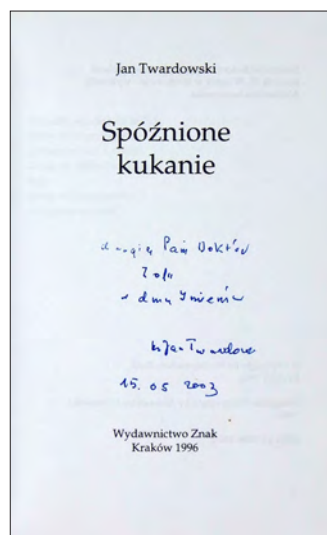 Jan Twardowski
Spóźnione
kukanie
drogiej Pani Doktór
Zofii
w dniu Imienin
ks Jan Twardowski
15. 05 2003
Wydawnictwo Znak
Kraków 1996